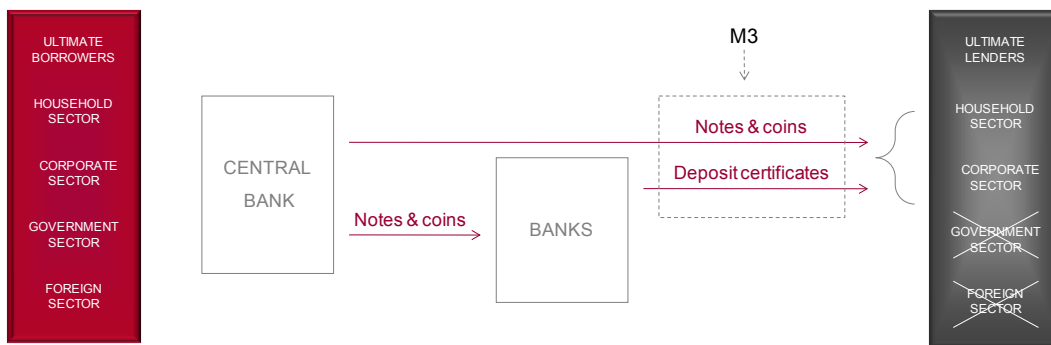 ULTIMATE
BORROWERS
HOUSEHOLD
SECTOR
CORPORATE
SECTOR
GOVERNMENT
SECTOR
FOREIGN
SECTOR
CENTRAL
BANK
Notes & coins
BANKS
M3
Notes & coins
Deposit certificates
ULTIMATE
LENDERS
HOUSEHOLD
SECTOR
CORPORATE
SECTOR
GOVERNMENT
SECTOR
FOREIGN
SECTOR